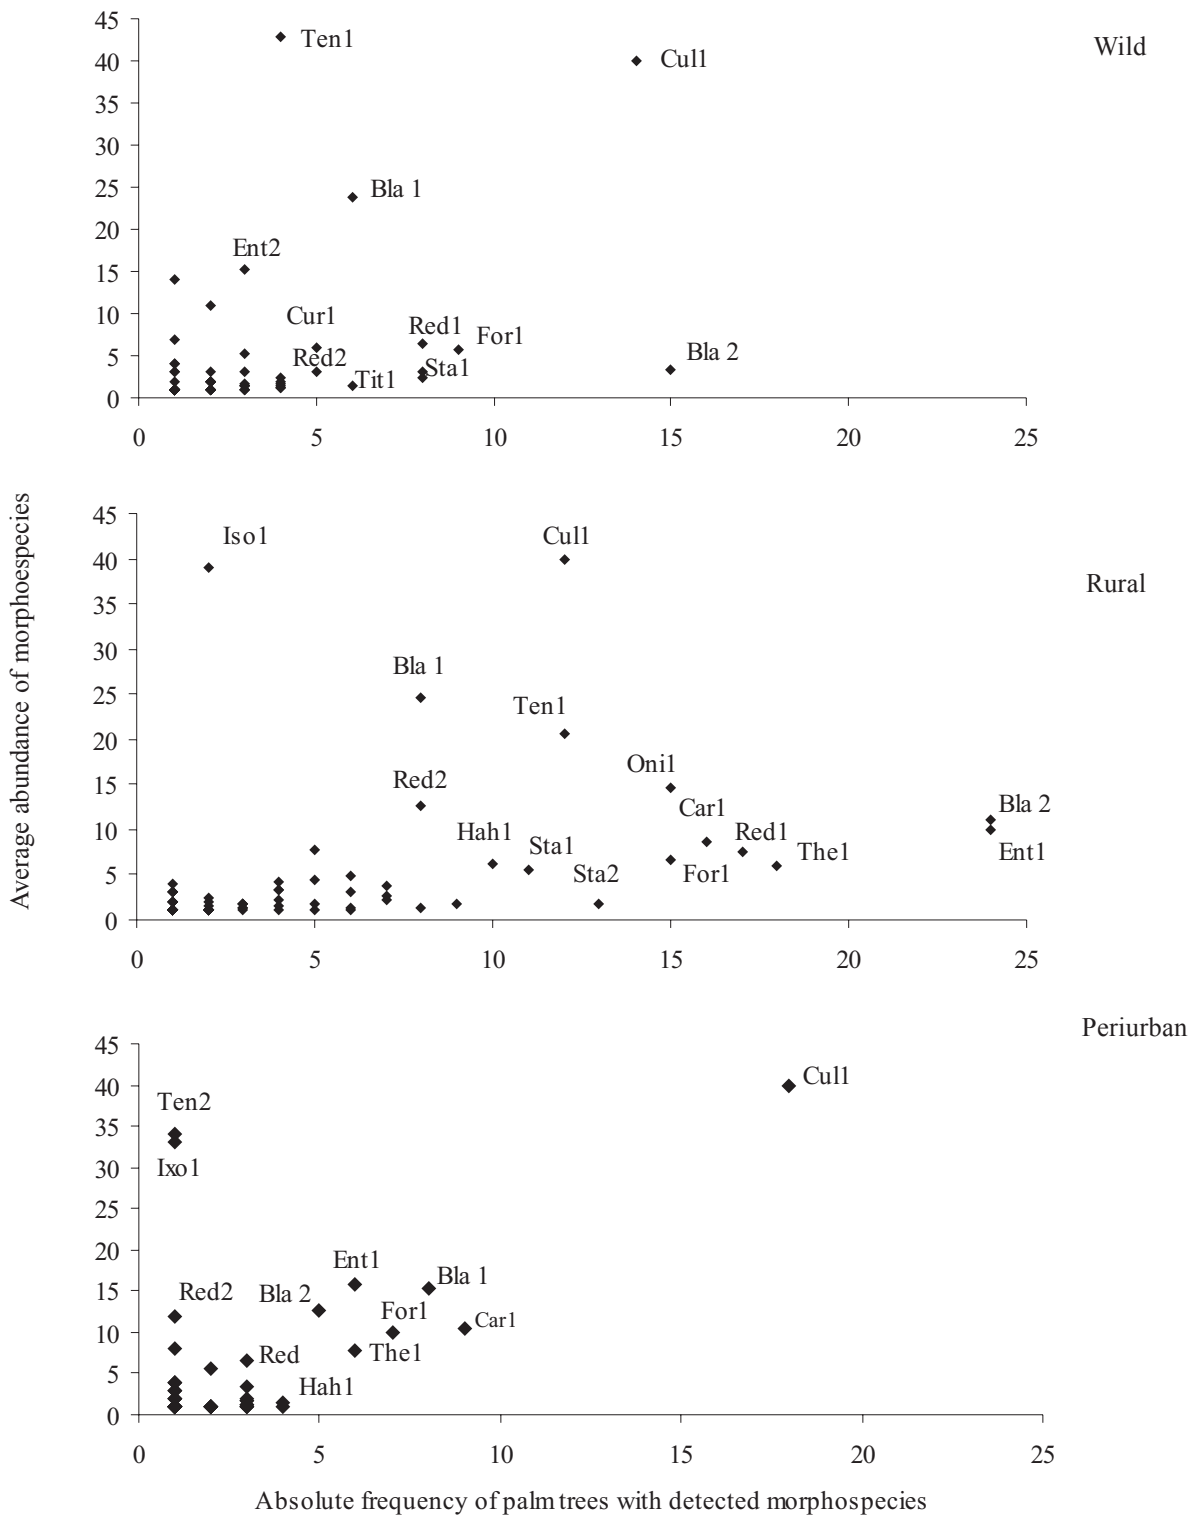 45
Ten1
Wild
40
Cul1
35
30
25
Bla 1
20
Ent2
15
10
Cur1
Red1
For1
5
Red2
Tit1
Sta1
Bla 2
0
0 5 10 15 20 25
Average abundance of morphoespecies
45
Iso1
Cul1
40
Rural
35
30
Bla 1
25
Ten1
20
Oni1
15
Red2
Car1
Bla 2
10
Hah1
Sta1
Red1
The1
Ent1
5
Sta2
For1
0
0 5 10 15 20 25
Periurban
45
40
Cul1
Ten2
35
Ixo1
30
25
20
Ent1
15
Red2
Bla 2
Bla 1
10
For1
Car1
5
Red
The1
Hah1
0
0 5 10 15 20 25
Absolute frequency of palm trees with detected morphospecies